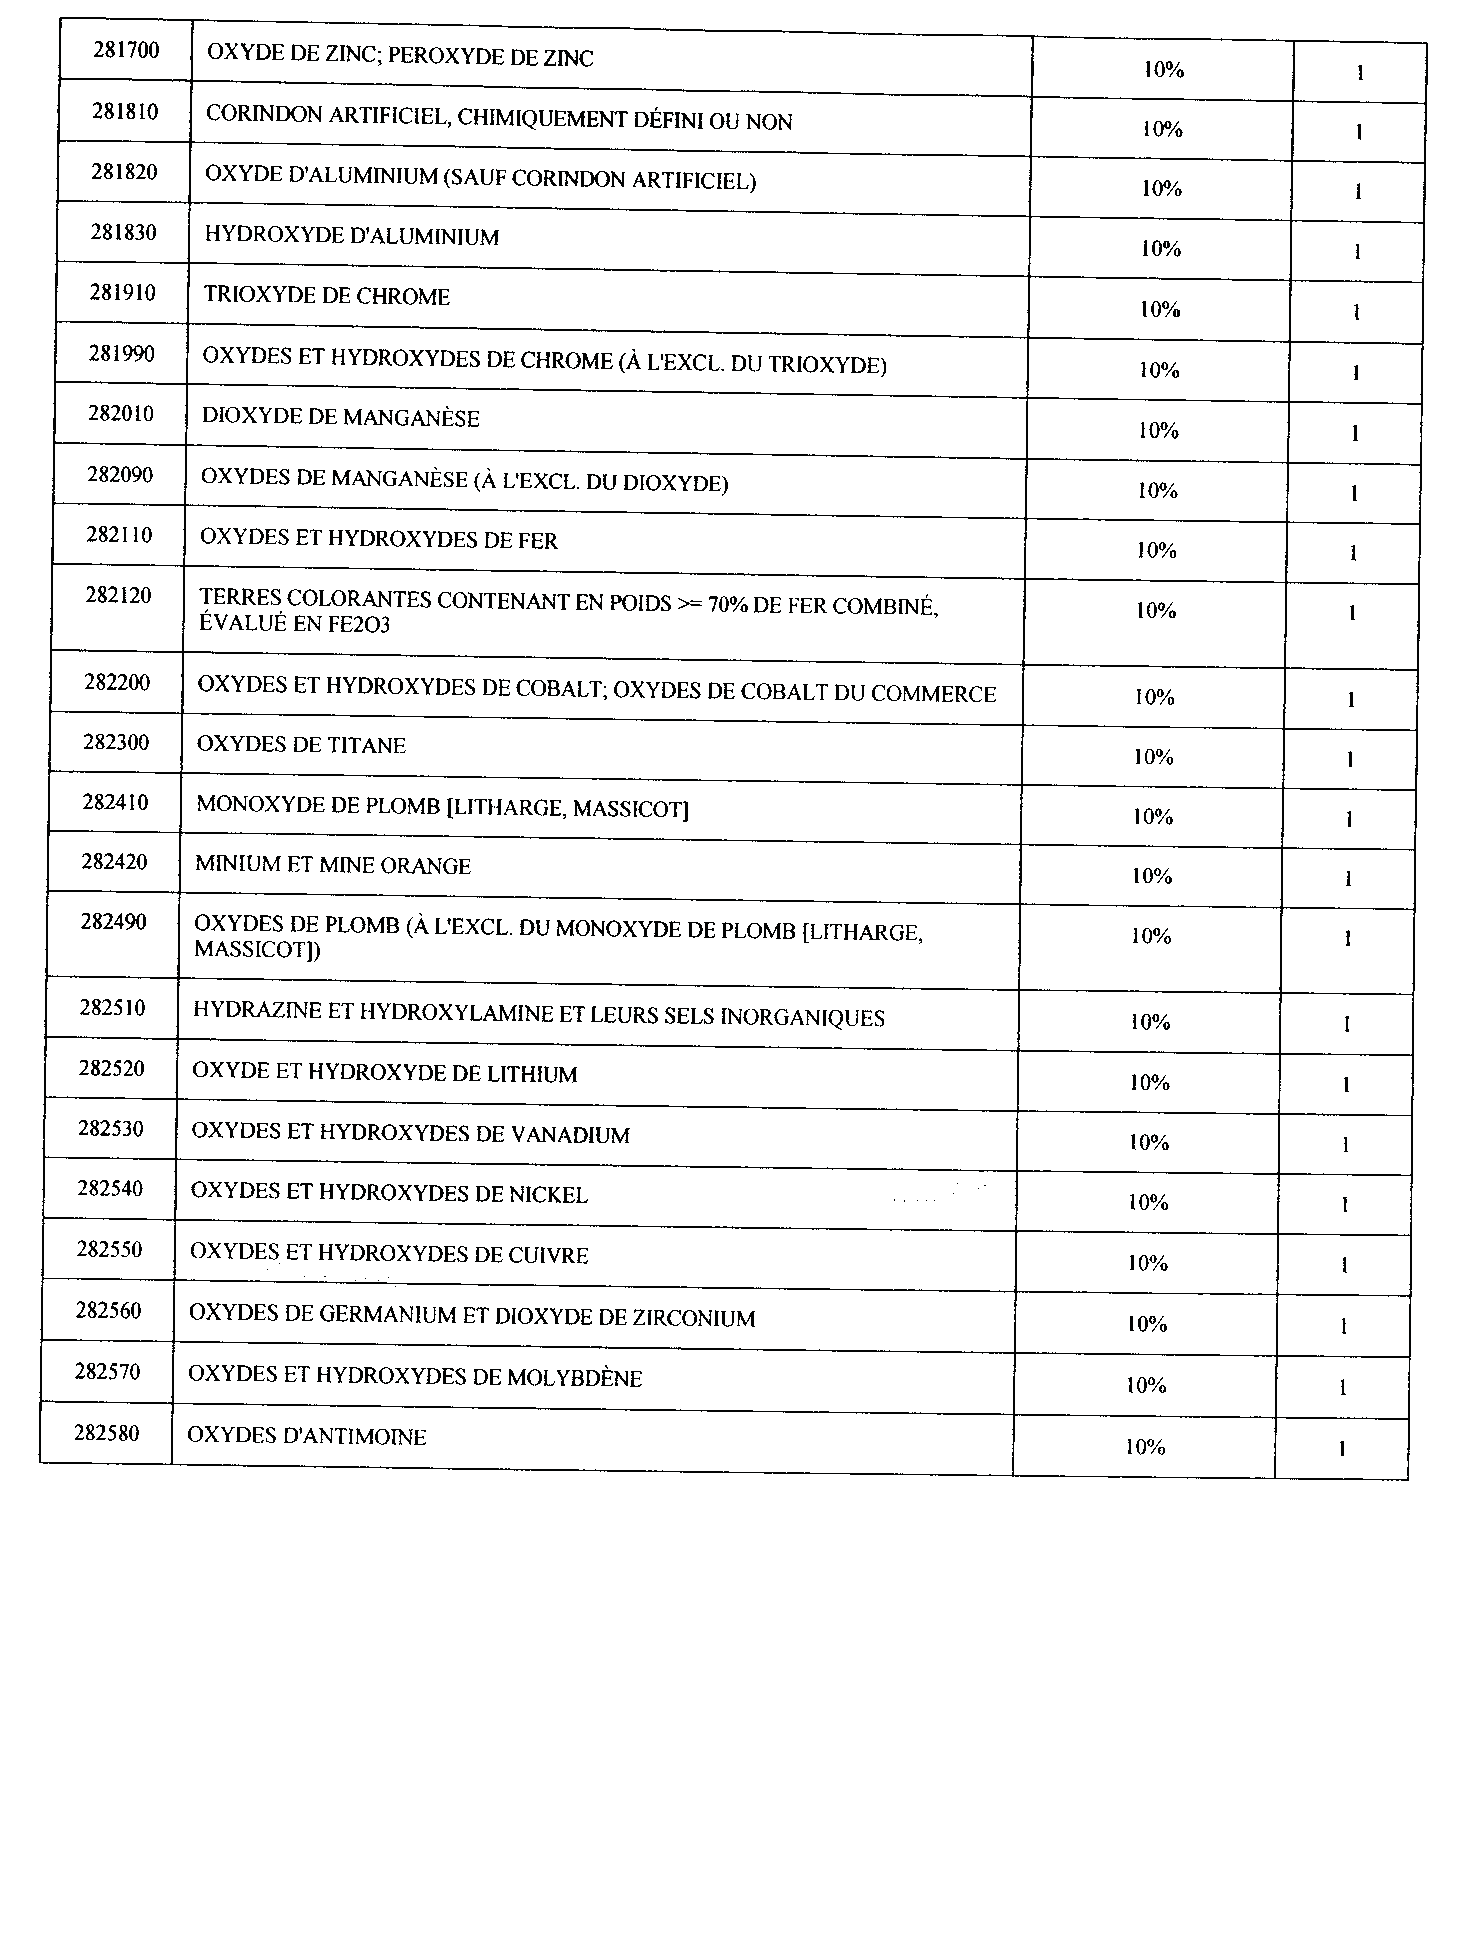 281700 OXYDE DE ZINC; PEROXYDE DE ZINC 10% 1
281810 CORINDON ARTIFICIEL, CHIMIQUEMENT DÉFINI OU NON 10% 1
281820 OXYDE D'ALUMINIUM (SAUF CORINDON ARTIFICIEL) 10% 1
281830 HYDROXYDE D'ALUMINIUM 10% 1
281910 TRIOXYDE DE CHROME 10% 1
281990 OXYDES ET HYDROXYDES DE CHROME (À L'EXCL. DU TRIOXYDE) 10% 1
282010 DIOXYDE DE MANGANÈSE 10% 1
282090 OXYDES DE MANGANÈSE (À L'EXCL. DU DIOXYDE) 10% 1
282110 OXYDES ET HYDROXYDES DE FER 10% 1
282120 TERRES COLORANTES CONTENANT EN POIDS >= 70% DE FER COMBINÉ, 10% 1
ÉVALUÉ EN FE2O3
282200 OXYDES ET HYDROXYDES DE COBALT; OXYDES DE COBALT DU COMMERCE 10% 1
282300 OXYDES DE TITANE 10% 1
282410 MONOXYDE DE PLOMB [LITHARGE, MASSICOT] 10% 1
282420 MINIUM ET MINE ORANGE 10% 1
282490 OXYDES DE PLOMB (À L'EXCL. DU MONOXYDE DE PLOMB [LITHARGE, 10% 1
MASSICOT])
282510 HYDRAZINE ET HYDROXYLAMINE ET LEURS SELS INORGANIQUES 10% 1
282520 OXYDE ET HYDROXYDE DE LITHIUM 10% 1
282530 OXYDES ET HYDROXYDES DE VANADIUM 10% 1
282540 OXYDES ET HYDROXYDES DE NICKEL 10% 1
282550 OXYDES ET HYDROXYDES DE CUIVRE 10% 1
282560 OXYDES DE GERMANIUM ET DIOXYDE DE ZIRCONIUM 10% 1
282570 OXYDES ET HYDROXYDES DE MOLYBDÈNE 10% 1
282580 OXYDES D'ANTIMOINE 10% 1